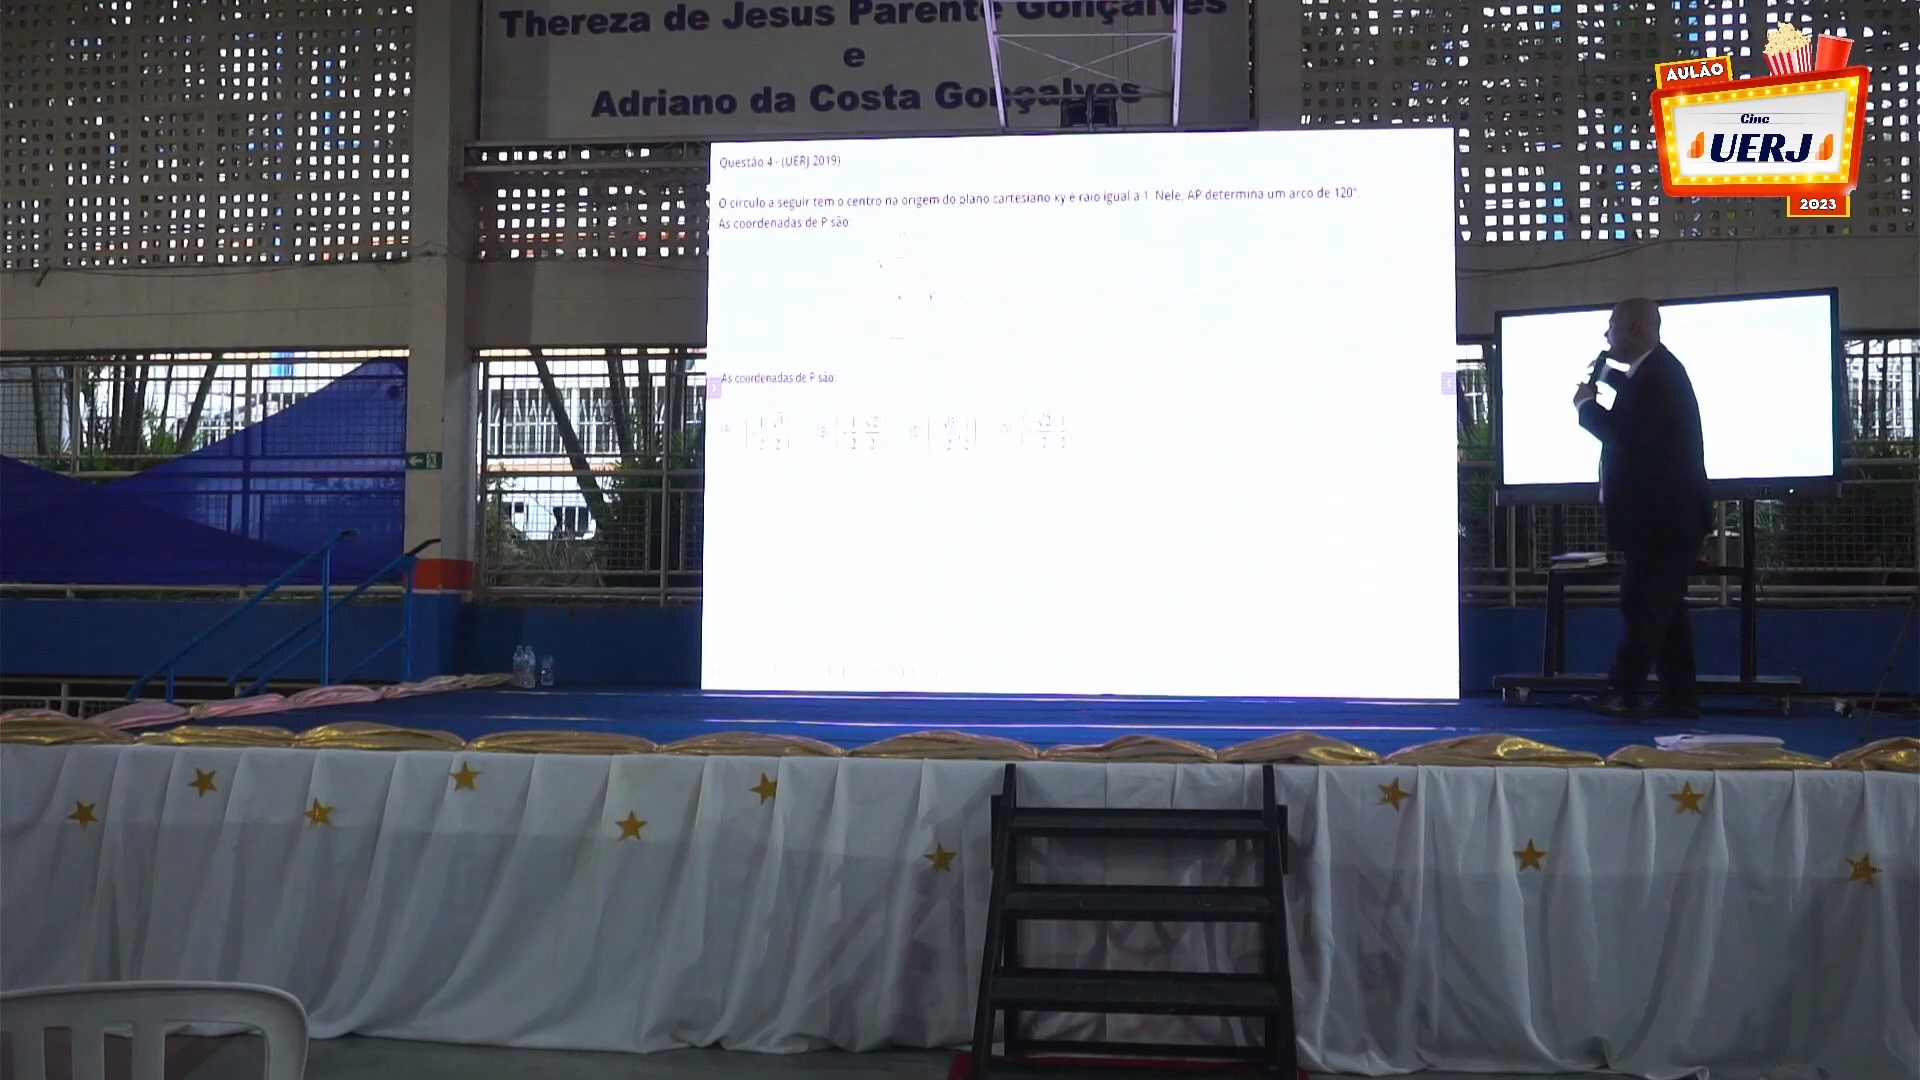 Thereza de Jesus Parente Gonçalves
e
Adriano da Costa Gonçalves
AULÃO
Cine
UERJ
2023
Questão 4 - (UERJ 2019)
O círculo a seguir tem o centro na origem do plano cartesiano xy e raio igual a 1. Nele, AP determina um arco de 120°.
As coordenadas de P são
As coordenadas de P são: